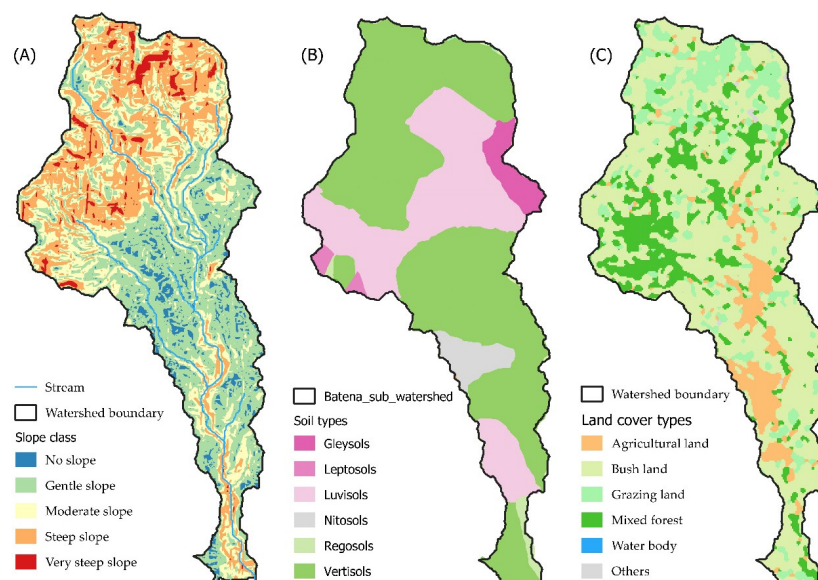 (A)
Stream
Watershed boundary
Slope class
No slope
Gentle slope
Moderate slope
Steep slope
Very steep slope
(B)
Batena_sub_watershed
Soil types
Gleysols
Leptosols
Luvisols
Nitosols
Regosols
Vertisols
(C)
Watershed boundary
Land cover types
Agricultural land
Bush land
Grazing land
Mixed forest
Water body
Others